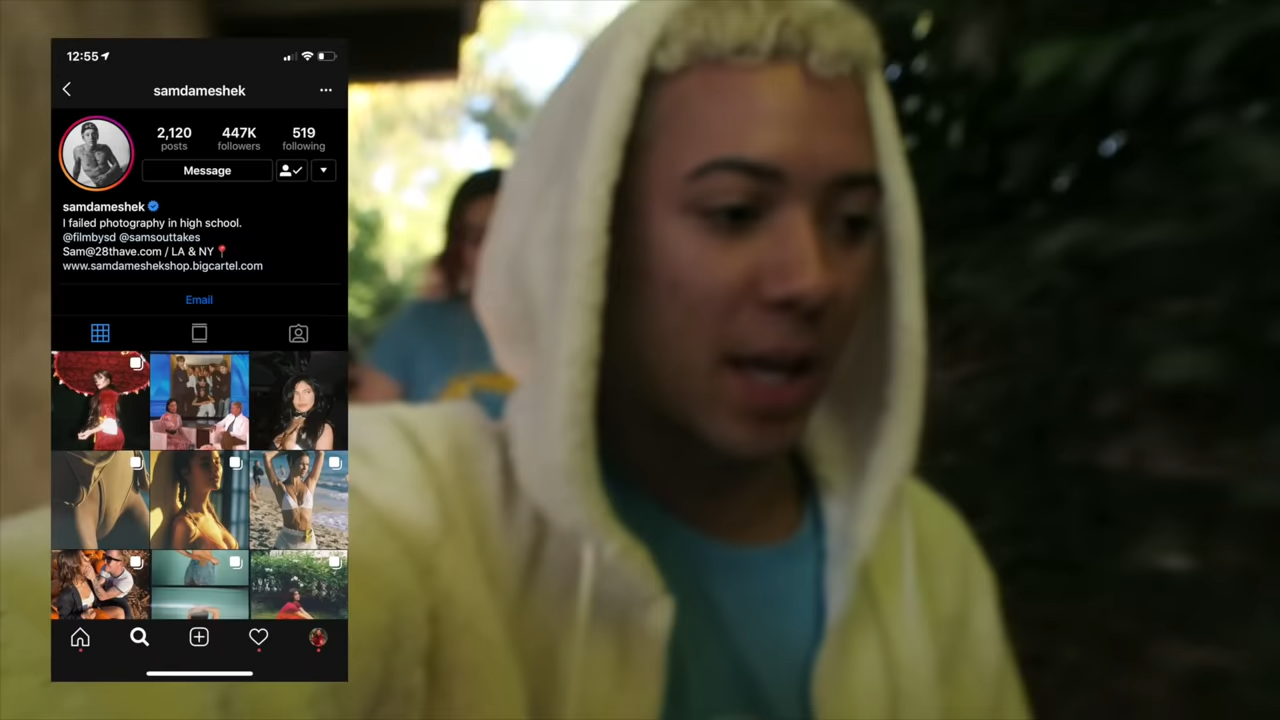 12:55
samdameshek
2,120 447K 519
posts followers following
Message
samdameshek
I failed photography in high school.
@filmbysd @samsouttakes
Sam@28thave.com / LA & NY 📍
www.samdameshekshop.bigcartel.com
Email